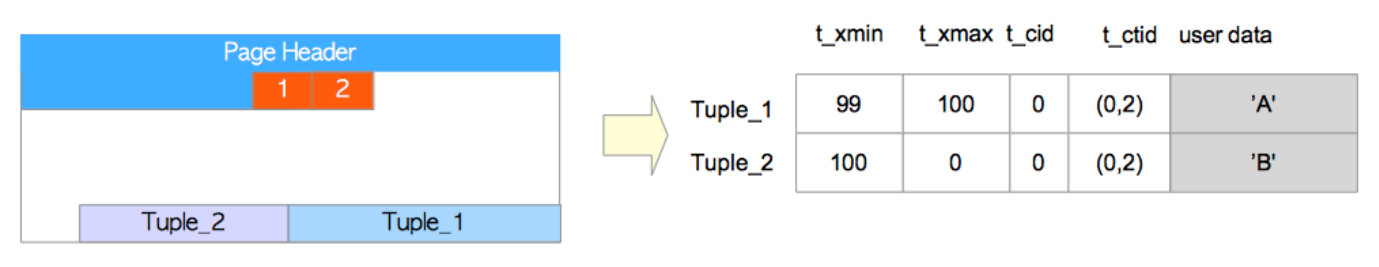 Page Header
1 2
Tuple_2 Tuple_1
t_xmin t_xmax t_cid t_ctid user data
Tuple_1 99 100 0 (0,2) 'A'
Tuple_2 100 0 0 (0,2) 'B'